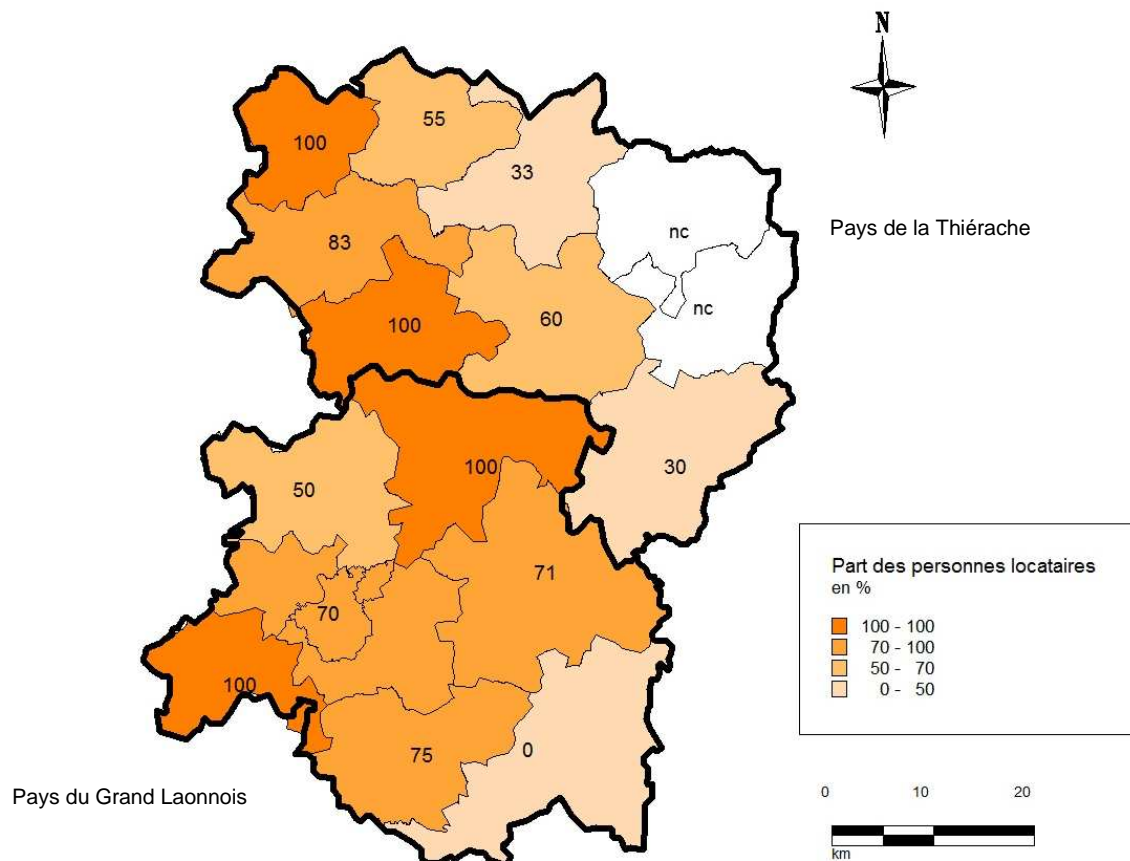 N
55
100
33
Pays de la Thiérache
nc
83
nc
60
100
100
30
50
71
70
100
75
0
Part des personnes locataires
en %
100 - 100
70 - 100
50 - 70
0 - 50
Pays du Grand Laonnois
0 10 20
km